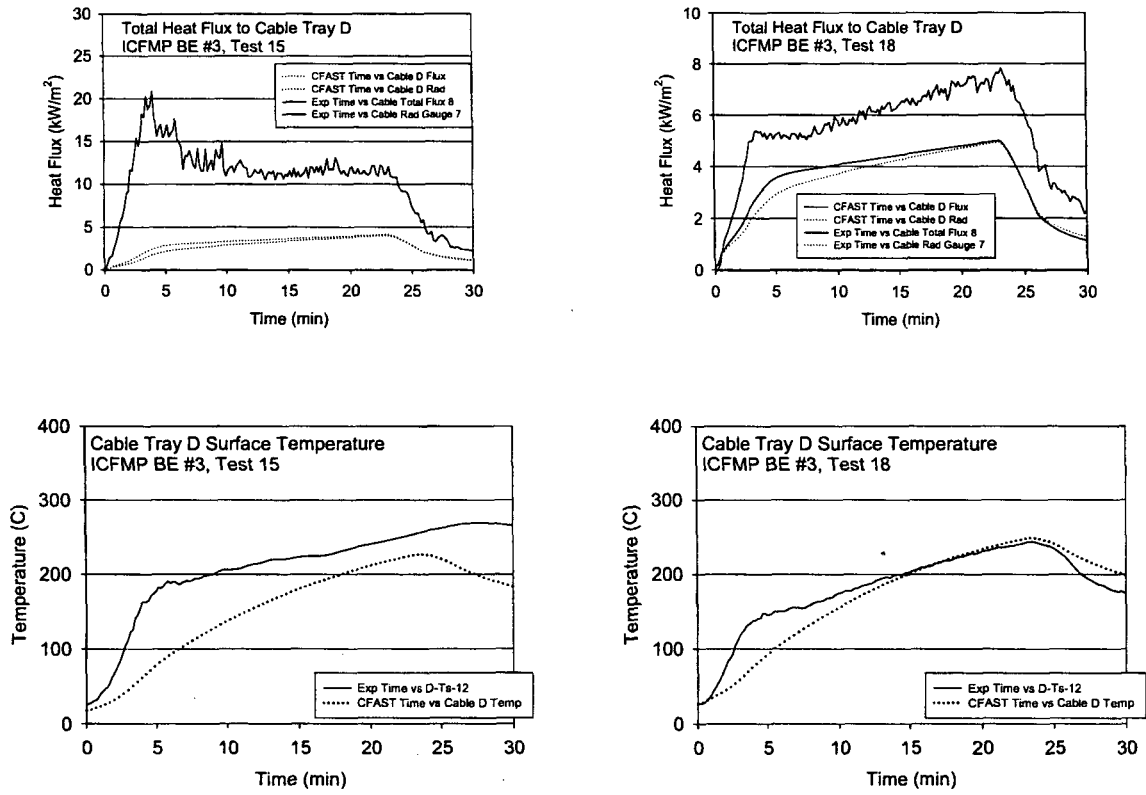 Total Heat Flux to Cable Tray D
ICFMP BE #3, Test 15
CFAST Time vs Cable D Flux
CFAST Time vs Cable D Rad
Exp Time vs Cable Total Flux 8
Exp Time vs Cable Rad Gauge 7
Heat Flux (kW/m²)
30
25
20
15
10
5
0
0 5 10 15 20 25 30
Time (min)
Total Heat Flux to Cable Tray D
ICFMP BE #3, Test 18
CFAST Time vs Cable D Flux
CFAST Time vs Cable D Rad
Exp Time vs Cable Total Flux 8
Exp Time vs Cable Rad Gauge 7
Heat Flux (kW/m²)
10
8
6
4
2
0
0 5 10 15 20 25 30
Time (min)
Cable Tray D Surface Temperature
ICFMP BE #3, Test 15
Exp Time vs D-Ts-12
CFAST Time vs Cable D Temp
Temperature (C)
400
300
200
100
0
0 5 10 15 20 25 30
Time (min)
Cable Tray D Surface Temperature
ICFMP BE #3, Test 18
Exp Time vs D-Ts-12
CFAST Time vs Cable D Temp
Temperature (C)
400
300
200
100
0
0 5 10 15 20 25 30
Time (min)